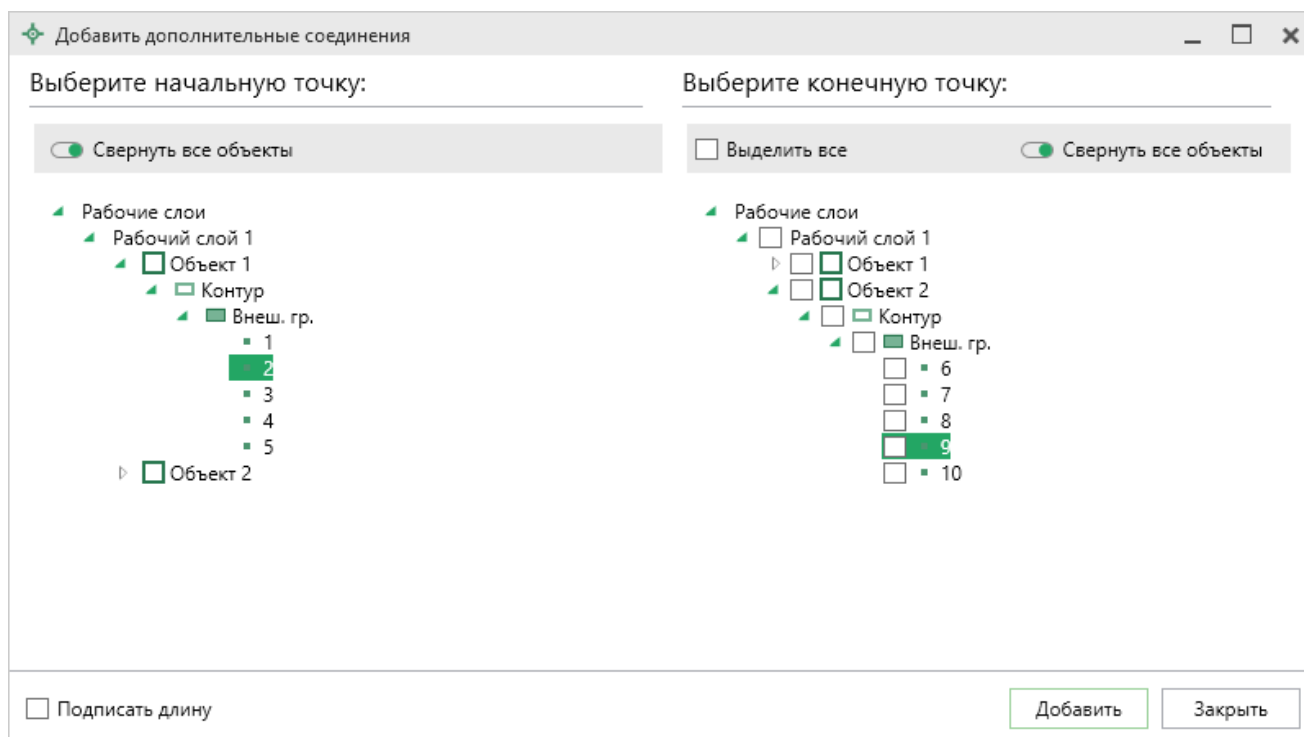 Добавить дополнительные соединения
Выберите начальную точку:
Свернуть все объекты
Рабочие слои
Рабочий слой 1
Объект 1
Контур
Внеш. гр.
1
2
3
4
5
Объект 2
Выберите конечную точку:
Выделить все
Свернуть все объекты
Рабочие слои
Рабочий слой 1
Объект 1
Объект 2
Контур
Внеш. гр.
6
7
8
9
10
Подписать длину
Добавить
Закрыть